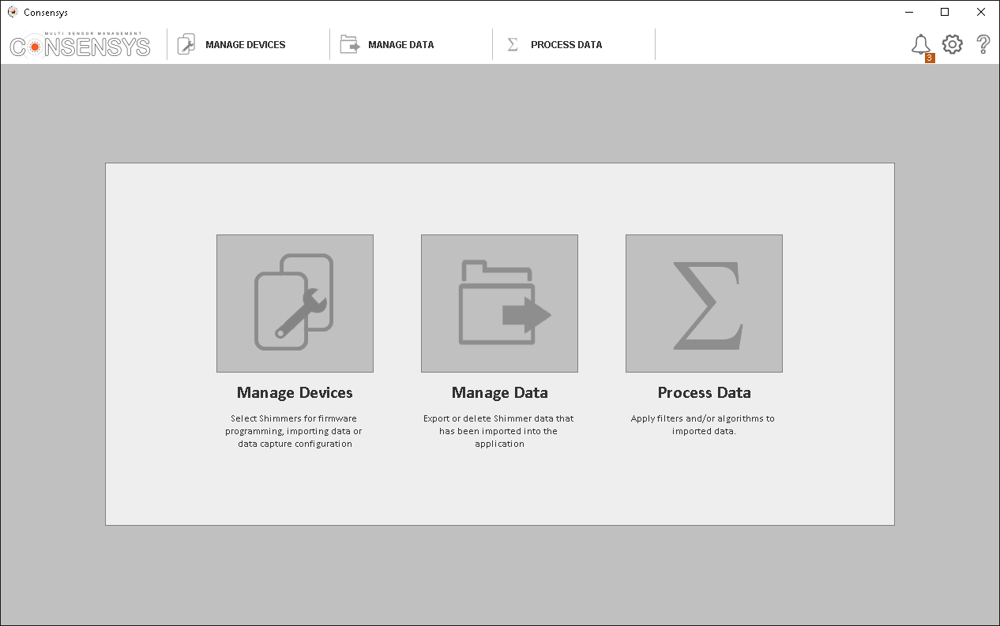 Consensys
MULTI SENSOR MANAGEMENT
CONSENSYS
MANAGE DEVICES
MANAGE DATA
Σ PROCESS DATA
3
Σ
Manage Devices
Select Shimmers for firmware
programming, importing data or
data capture configuration
Manage Data
Export or delete Shimmer data that
has been imported into the
application
Process Data
Apply filters and/or algorithms to
imported data.